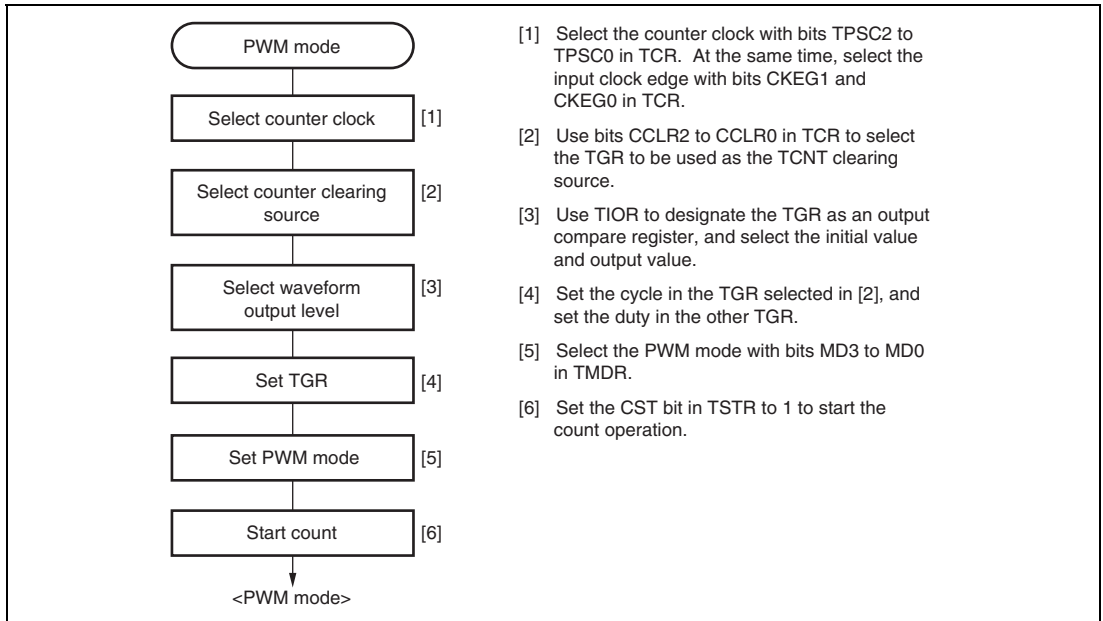 PWM mode
Select counter clock
[1]
Select counter clearing
source
[2]
Select waveform
output level
[3]
Set TGR
[4]
Set PWM mode
[5]
Start count
[6]
<PWM mode>
[1] Select the counter clock with bits TPSC2 to
TPSC0 in TCR. At the same time, select the
input clock edge with bits CKEG1 and
CKEG0 in TCR.
[2] Use bits CCLR2 to CCLR0 in TCR to select
the TGR to be used as the TCNT clearing
source.
[3] Use TIOR to designate the TGR as an output
compare register, and select the initial value
and output value.
[4] Set the cycle in the TGR selected in [2], and
set the duty in the other TGR.
[5] Select the PWM mode with bits MD3 to MD0
in TMDR.
[6] Set the CST bit in TSTR to 1 to start the
count operation.